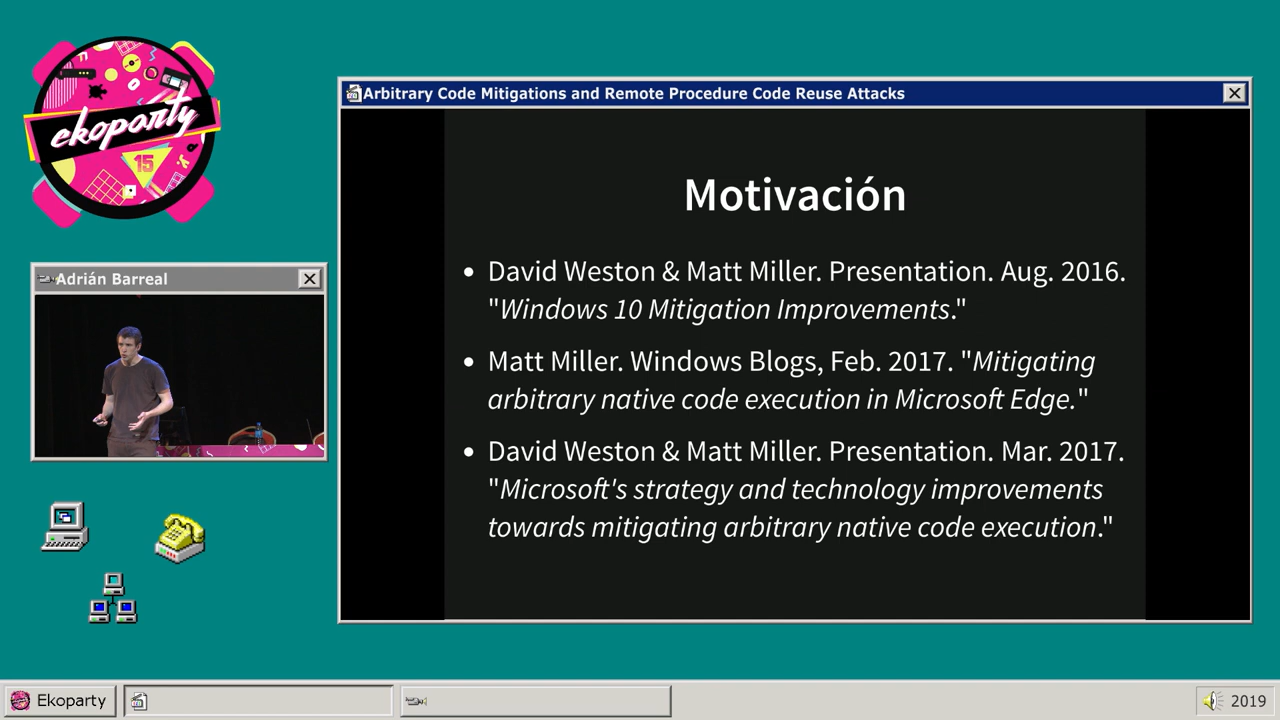 ekoparty
15
Arbitrary Code Mitigations and Remote Procedure Code Reuse Attacks
Adrián Barreal
Motivación
• David Weston & Matt Miller. Presentation. Aug. 2016.
"Windows 10 Mitigation Improvements."
• Matt Miller. Windows Blogs, Feb. 2017. "Mitigating
arbitrary native code execution in Microsoft Edge."
• David Weston & Matt Miller. Presentation. Mar. 2017.
"Microsoft's strategy and technology improvements
towards mitigating arbitrary native code execution."
Ekoparty
2019